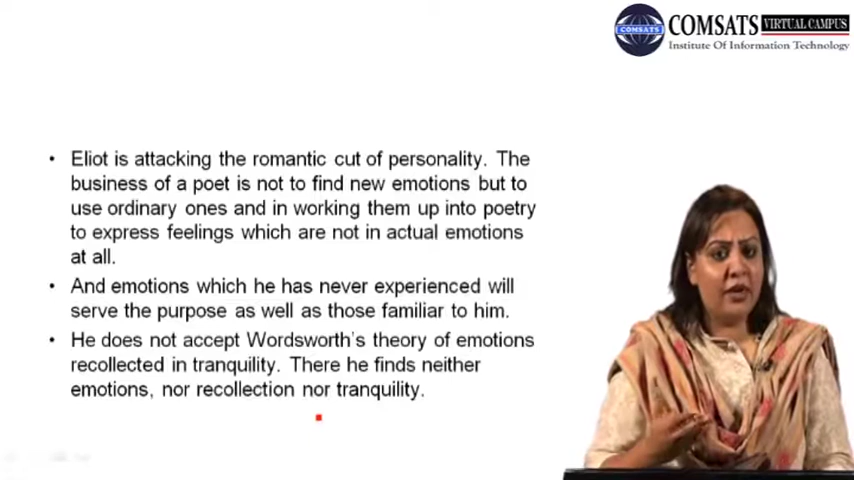 COMSATS
COMSATS VIRTUAL CAMPUS
Institute Of Information Technology
• Eliot is attacking the romantic cut of personality. The
business of a poet is not to find new emotions but to
use ordinary ones and in working them up into poetry
to express feelings which are not in actual emotions
at all.
• And emotions which he has never experienced will
serve the purpose as well as those familiar to him.
• He does not accept Wordsworth's theory of emotions
recollected in tranquility. There he finds neither
emotions, nor recollection nor tranquility.